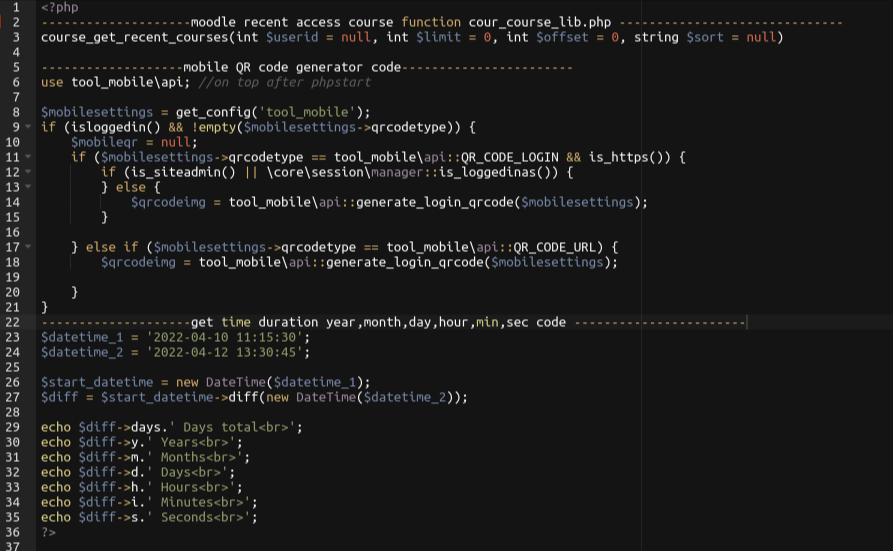 1 <?php
2 --------------------moodle recent access course function cour_course_lib.php ------------------------------
3 course_get_recent_courses(int $userid = null, int $limit = 0, int $offset = 0, string $sort = null)
4
5 -------------------mobile QR code generator code-----------------------
6 use tool_mobile\api; //on top after phpstart
7
8 $mobilesettings = get_config('tool_mobile');
9 if (isloggedin() && !empty($mobilesettings->qrcodetype)) {
10 $mobileqr = null;
11 if ($mobilesettings->qrcodetype == tool_mobile\api::QR_CODE_LOGIN && is_https()) {
12 if (is_siteadmin() || \core\session\manager::is_loggedinas()) {
13 } else {
14 $qrcodeimg = tool_mobile\api::generate_login_qrcode($mobilesettings);
15 }
16
17 } else if ($mobilesettings->qrcodetype == tool_mobile\api::QR_CODE_URL) {
18 $qrcodeimg = tool_mobile\api::generate_login_qrcode($mobilesettings);
19
20 }
21 }
22 --------------------get time duration year,month,day,hour,min,sec code -----------------------
23 $datetime_1 = '2022-04-10 11:15:30';
24 $datetime_2 = '2022-04-12 13:30:45';
25
26 $start_datetime = new DateTime($datetime_1);
27 $diff = $start_datetime->diff(new DateTime($datetime_2));
28
29 echo $diff->days.' Days total<br>';
30 echo $diff->y.' Years<br>';
31 echo $diff->m.' Months<br>';
32 echo $diff->d.' Days<br>';
33 echo $diff->h.' Hours<br>';
34 echo $diff->i.' Minutes<br>';
35 echo $diff->s.' Seconds<br>';
36 ?>
37